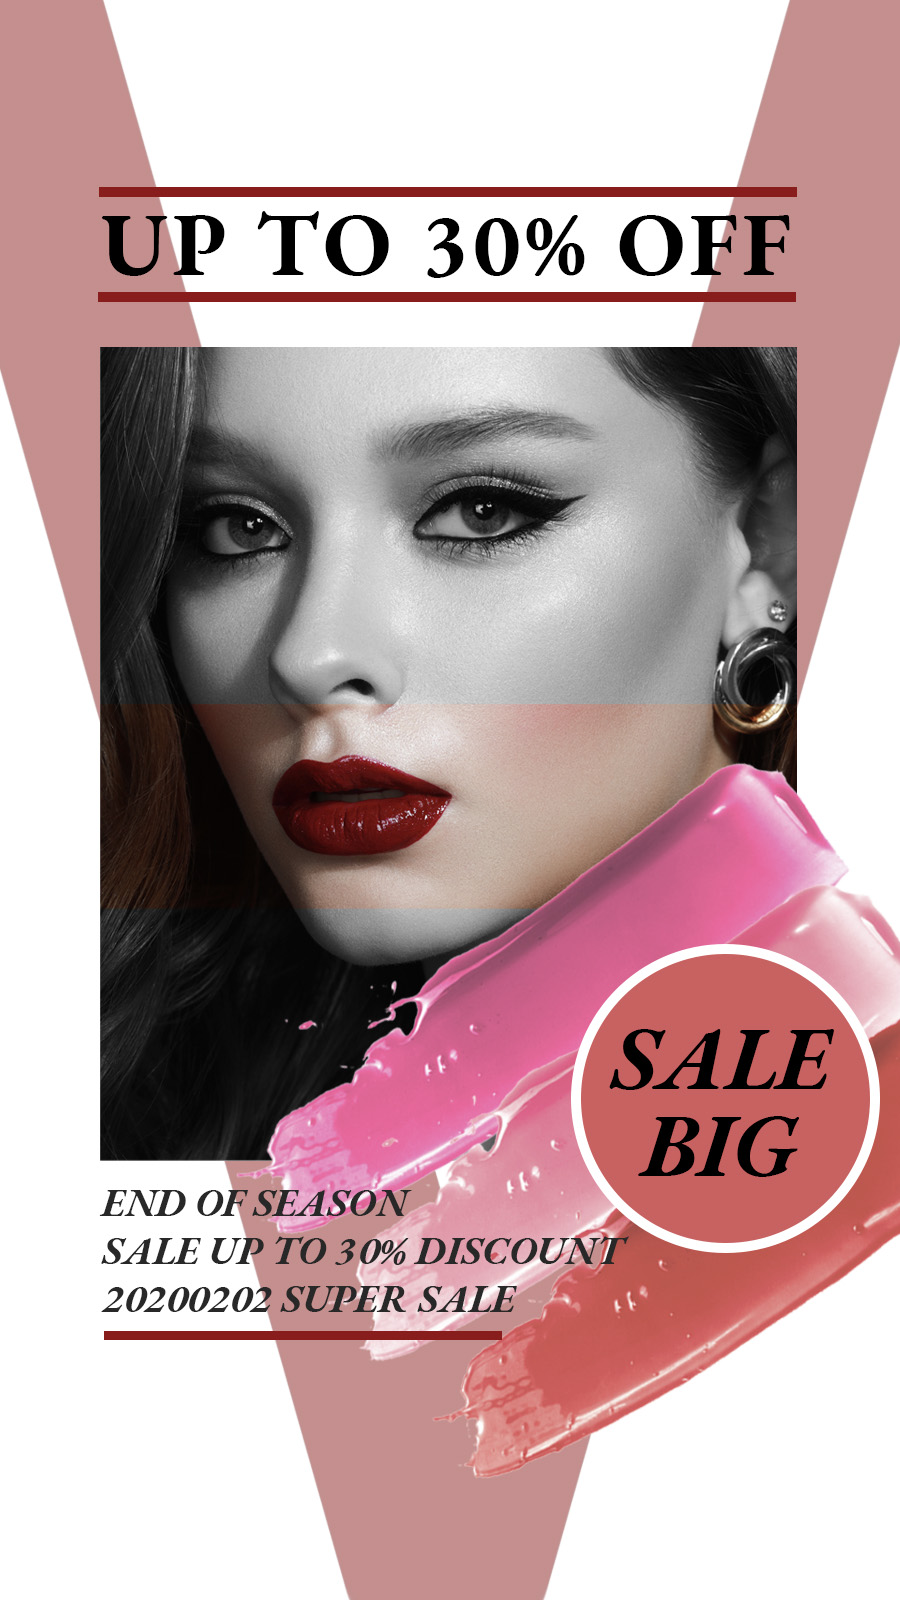 UP TO 30% OFF
SALE
BIG
END OF SEASON
SALE UP TO 30% DISCOUNT
20200202 SUPER SALE